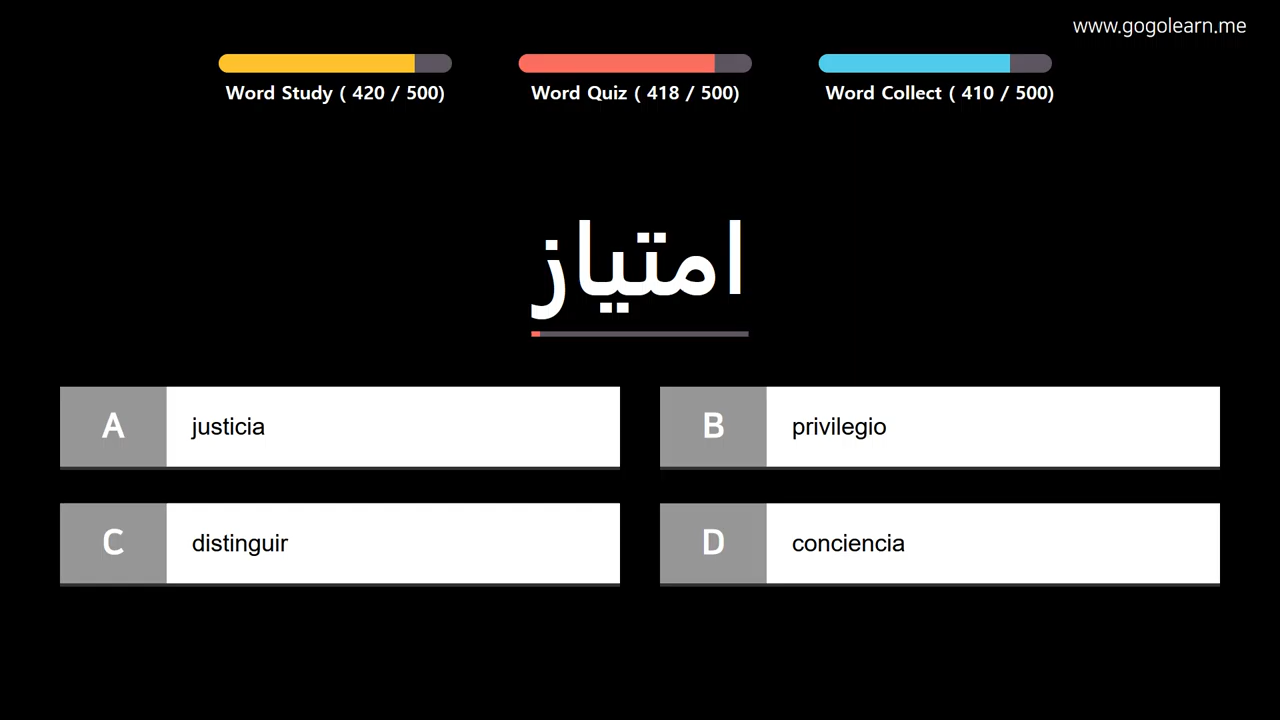 www.gogolearn.me
Word Study ( 420 / 500)
Word Quiz ( 418 / 500)
Word Collect ( 410 / 500)
امتیاز
A justicia
B privilegio
C distinguir
D conciencia